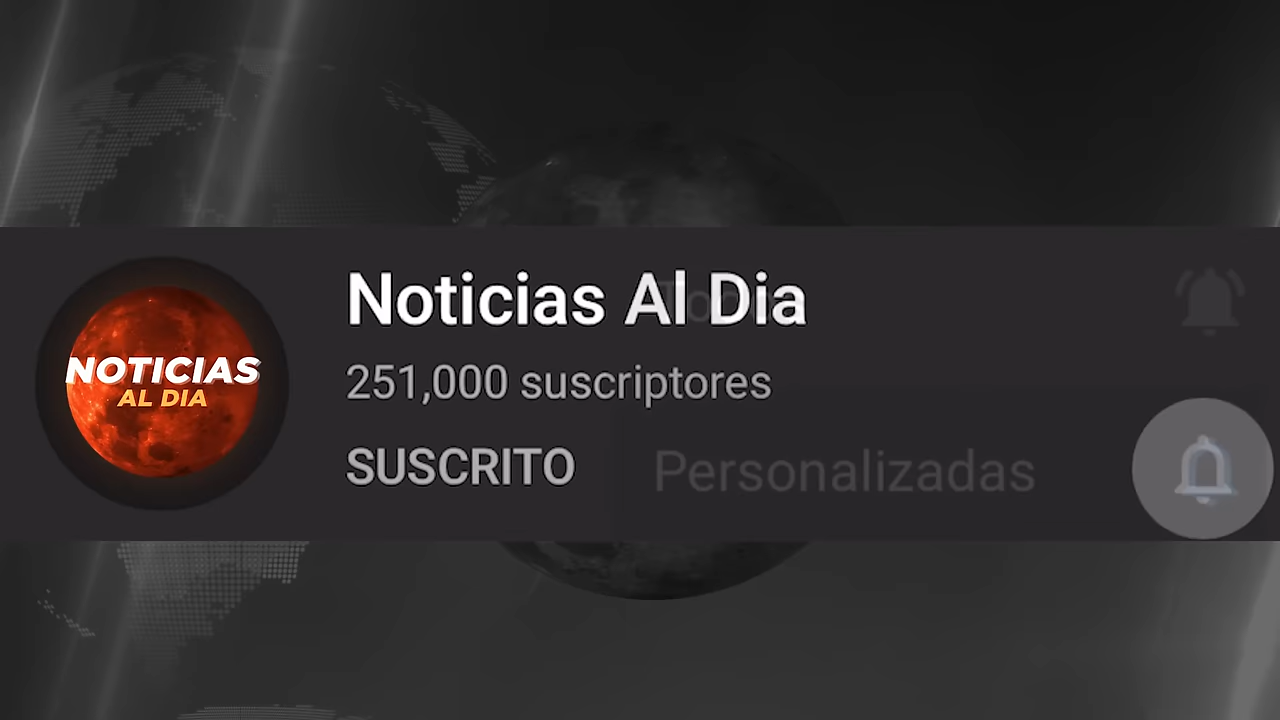 NOTICIAS
AL DIA
Noticias Al Dia
251,000 suscriptores
SUSCRITO
Personalizadas